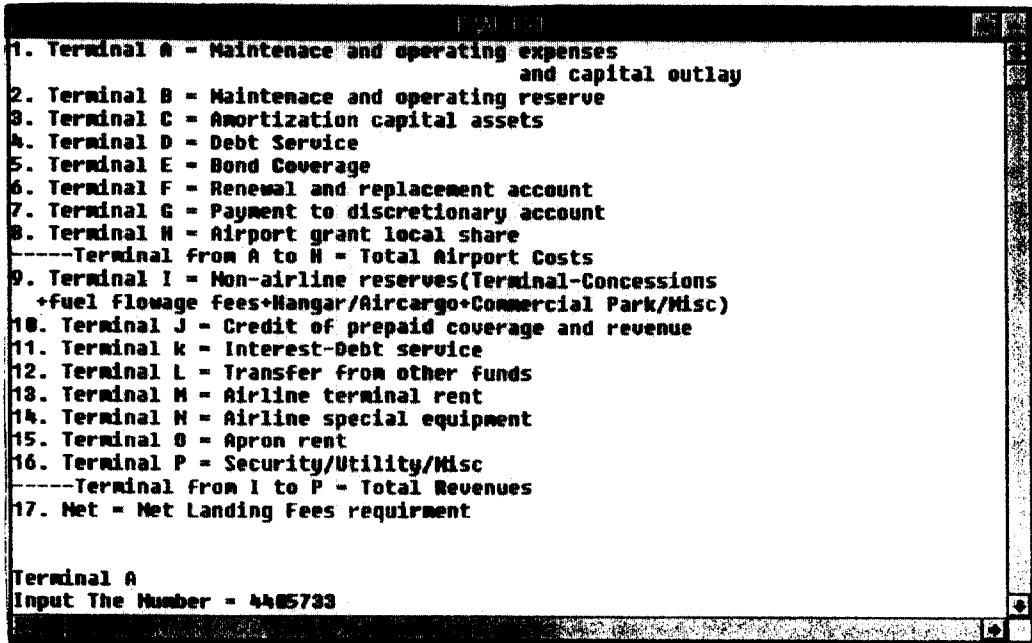 1. Terminal A = Maintenace and operating expenses
and capital outlay
2. Terminal B = Maintenace and operating reserve
3. Terminal C = Amortization capital assets
4. Terminal D = Debt Service
5. Terminal E = Bond Coverage
6. Terminal F = Renewal and replacement account
7. Terminal G = Payment to discretionary account
8. Terminal H = Airport grant local share
-----Terminal from A to H = Total Airport Costs
9. Terminal I = Non-airline reserves(Terminal-Concessions
+fuel flowage fees+Hangar/Aircargo+Commercial Park/Misc)
10. Terminal J = Credit of prepaid coverage and revenue
11. Terminal k = Interest-Debt service
12. Terminal L = Transfer from other funds
13. Terminal M = Airline terminal rent
14. Terminal N = Airline special equipment
15. Terminal O = Apron rent
16. Terminal P = Security/Utility/Misc
-----Terminal from I to P = Total Revenues
17. Net = Net Landing Fees requirment
Terminal A
Input The Number = 4405733